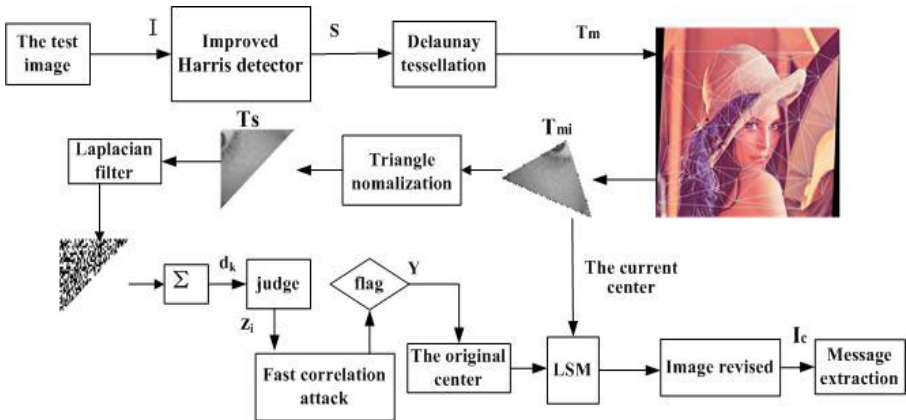 The test
image
I
Improved
Harris detector
S
Delaunay
tessellation
Tm
Laplacian
filter
Ts
Triangle
nomalization
Tmi
Σ
dk
judge
zi
Fast correlation
attack
flag
Y
The original
center
The current
center
LSM
Image revised
Ic
Message
extraction